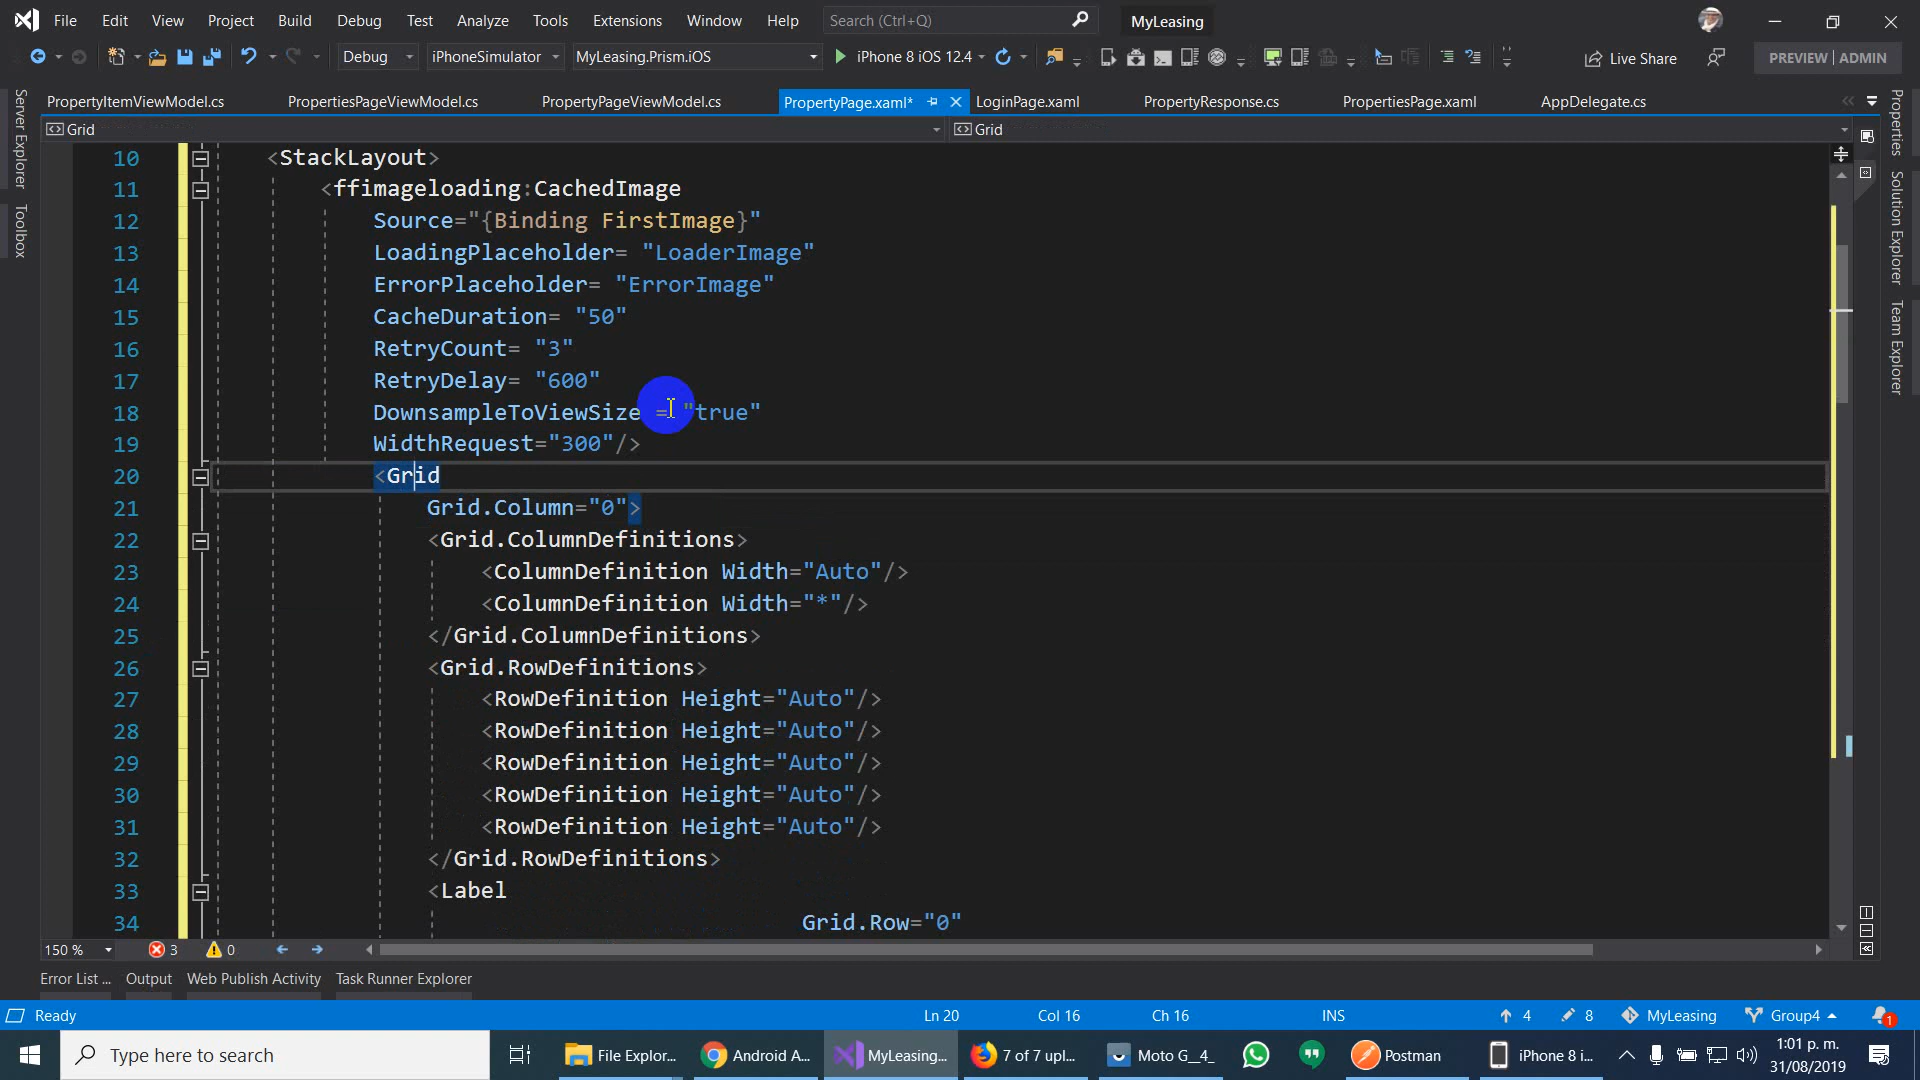 File Edit View Project Build Debug Test Analyze Tools Extensions Window Help Search (Ctrl+Q) MyLeasing
Debug iPhoneSimulator MyLeasing.Prism.iOS iPhone 8 iOS 12.4 Live Share PREVIEW | ADMIN
PropertyItemViewModel.cs PropertiesPageViewModel.cs PropertyPageViewModel.cs PropertyPage.xaml* LoginPage.xaml PropertyResponse.cs PropertiesPage.xaml AppDelegate.cs
Grid Grid
Server Explorer
Toolbox
Properties
Solution Explorer
Team Explorer
10 <StackLayout>
11 <ffimageloading:CachedImage
12 Source="{Binding FirstImage}"
13 LoadingPlaceholder= "LoaderImage"
14 ErrorPlaceholder= "ErrorImage"
15 CacheDuration= "50"
16 RetryCount= "3"
17 RetryDelay= "600"
18 DownsampleToViewSize = "true"
19 WidthRequest="300"/>
20 <Grid
21 Grid.Column="0">
22 <Grid.ColumnDefinitions>
23 <ColumnDefinition Width="Auto"/>
24 <ColumnDefinition Width="*"/>
25 </Grid.ColumnDefinitions>
26 <Grid.RowDefinitions>
27 <RowDefinition Height="Auto"/>
28 <RowDefinition Height="Auto"/>
29 <RowDefinition Height="Auto"/>
30 <RowDefinition Height="Auto"/>
31 <RowDefinition Height="Auto"/>
32 </Grid.RowDefinitions>
33 <Label
34 Grid.Row="0"
150 % 3 0
Error List ... Output Web Publish Activity Task Runner Explorer
Ready Ln 20 Col 16 Ch 16 INS 4 8 MyLeasing Group4 1
Type here to search File Explor... Android A... MyLeasing... 7 of 7 upl... Moto G_4_ Postman iPhone 8 i... 1:01 p. m.
31/08/2019